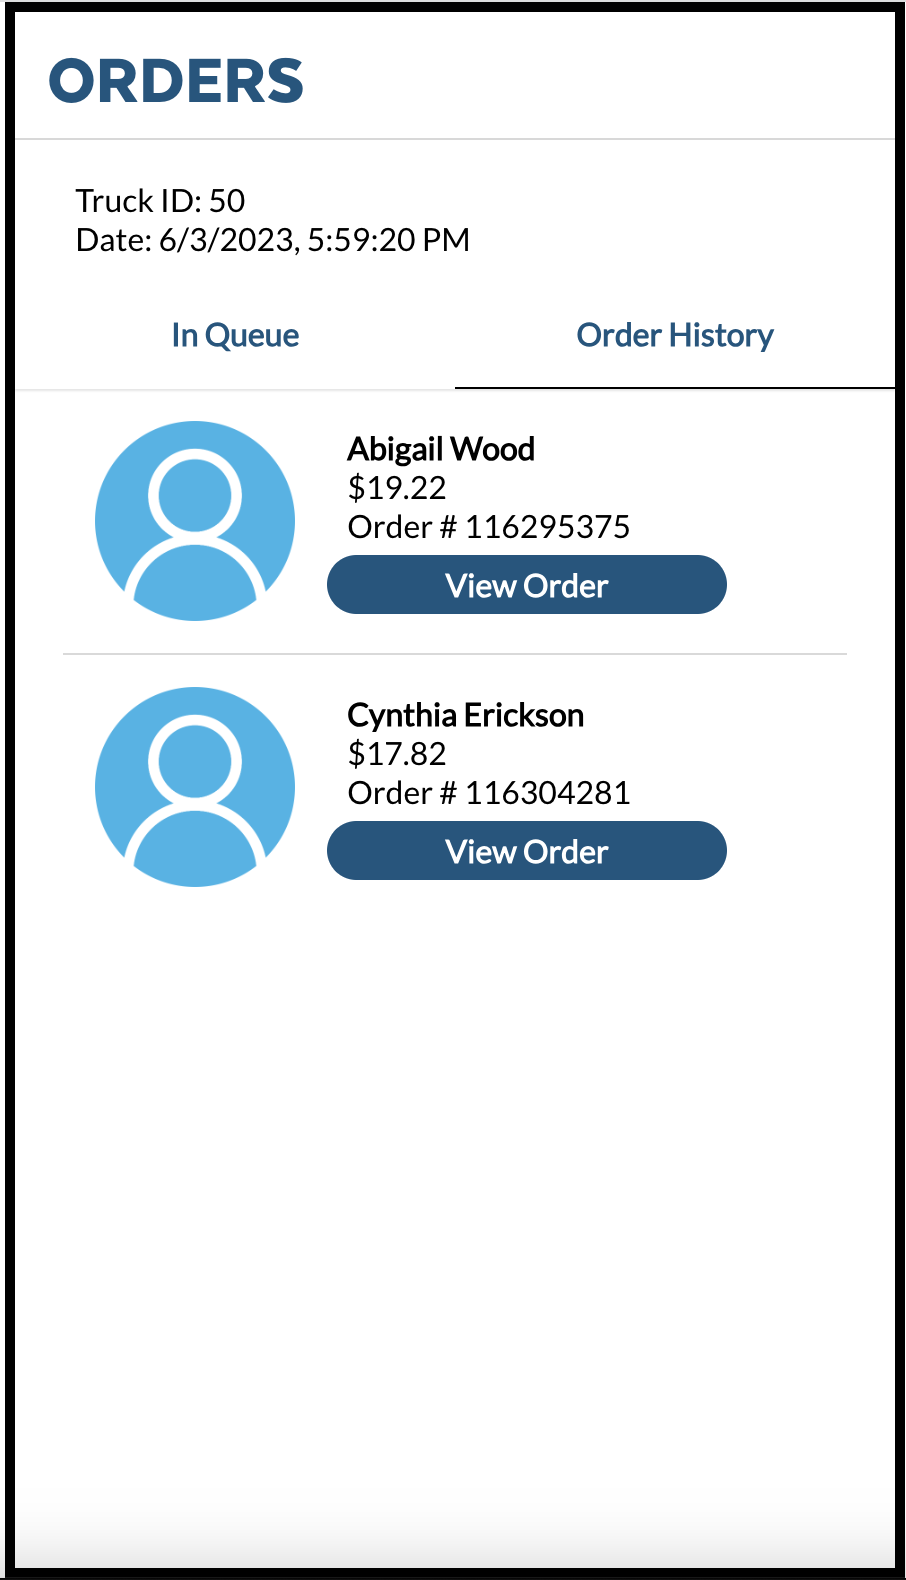 ORDERS
Truck ID: 50
Date: 6/3/2023, 5:59:20 PM
In Queue
Order History
Abigail Wood
$19.22
Order # 116295375
View Order
Cynthia Erickson
$17.82
Order # 116304281
View Order